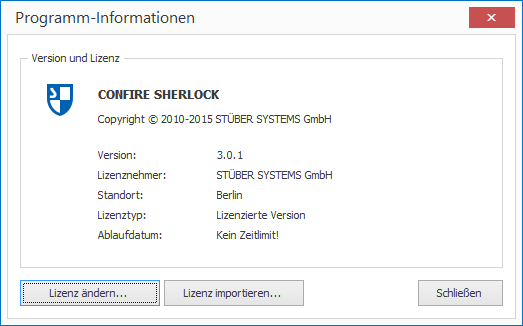 Programm-Informationen
Version und Lizenz
CONFIRE SHERLOCK
Copyright © 2010-2015 STÜBER SYSTEMS GmbH
Version: 3.0.1
Lizenznehmer: STÜBER SYSTEMS GmbH
Standort: Berlin
Lizenztyp: Lizenzierte Version
Ablaufdatum: Kein Zeitlimit!
Lizenz ändern... Lizenz importieren... Schließen